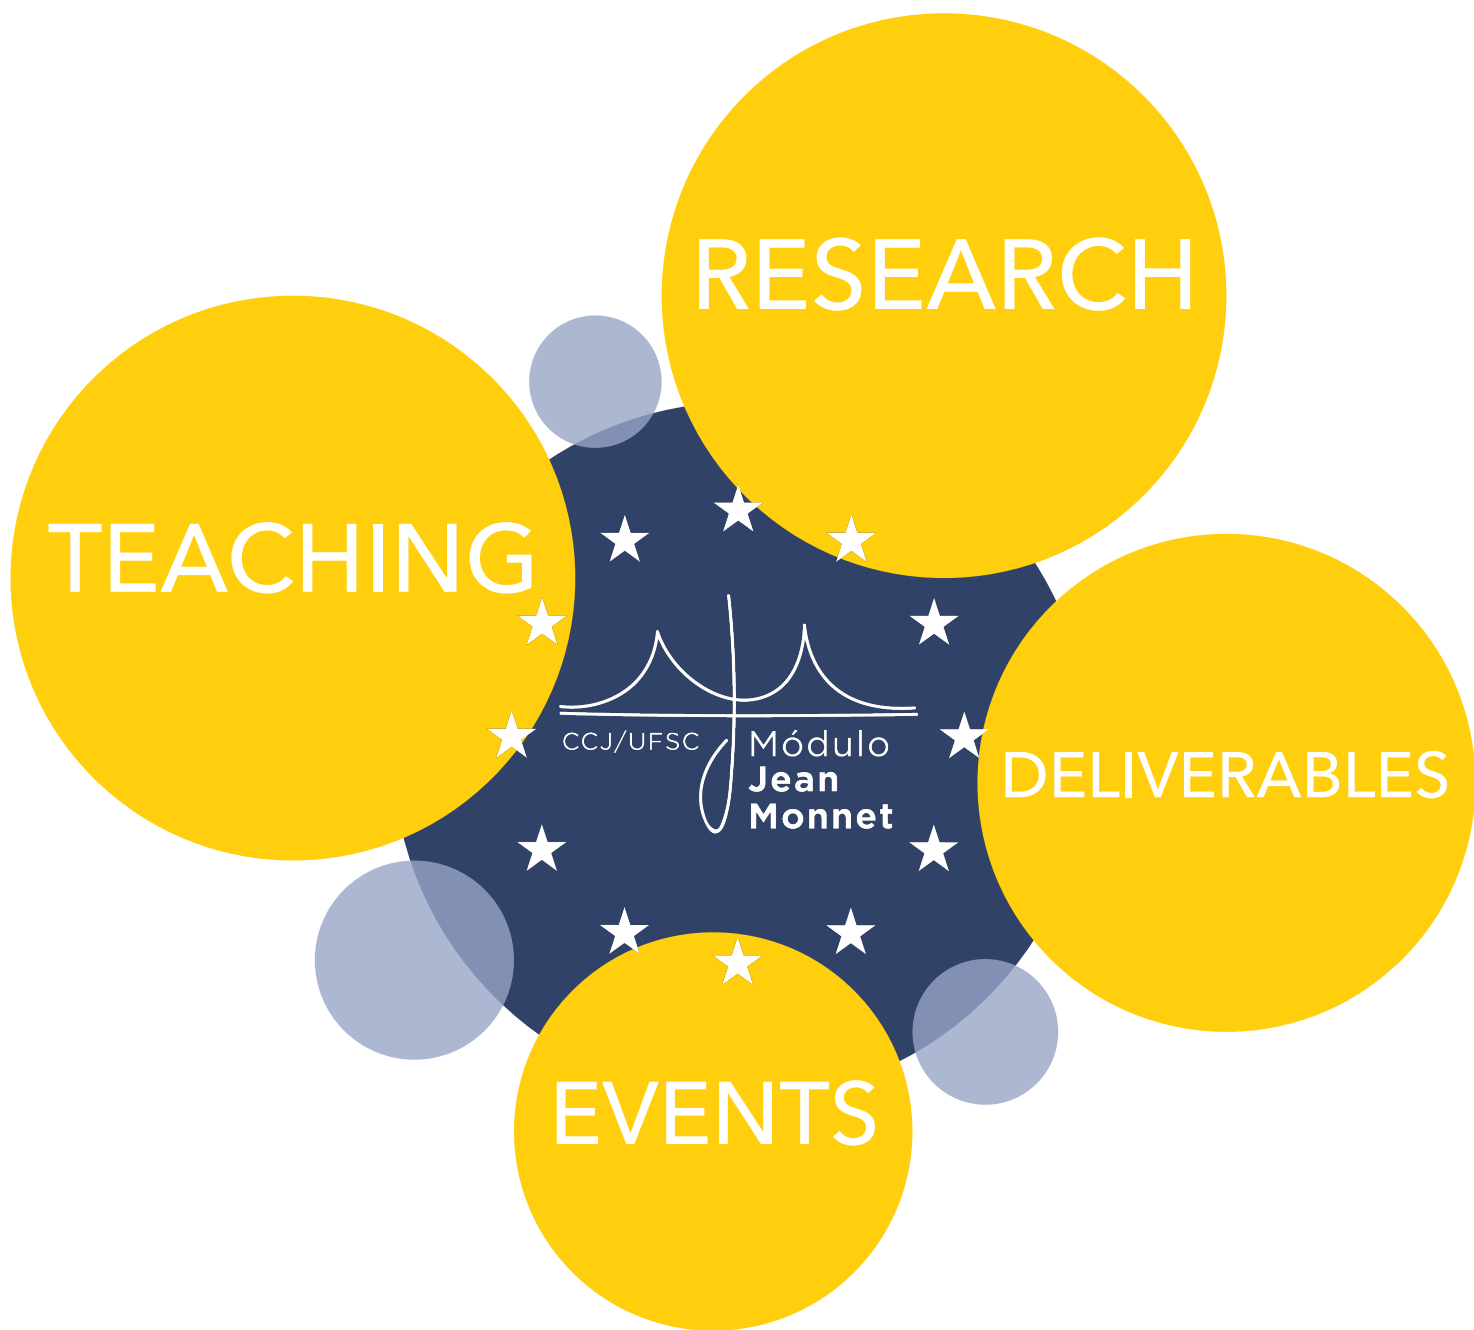 RESEARCH
TEACHING
CCJ/UFSC
Módulo
Jean
Monnet
DELIVERABLES
EVENTS